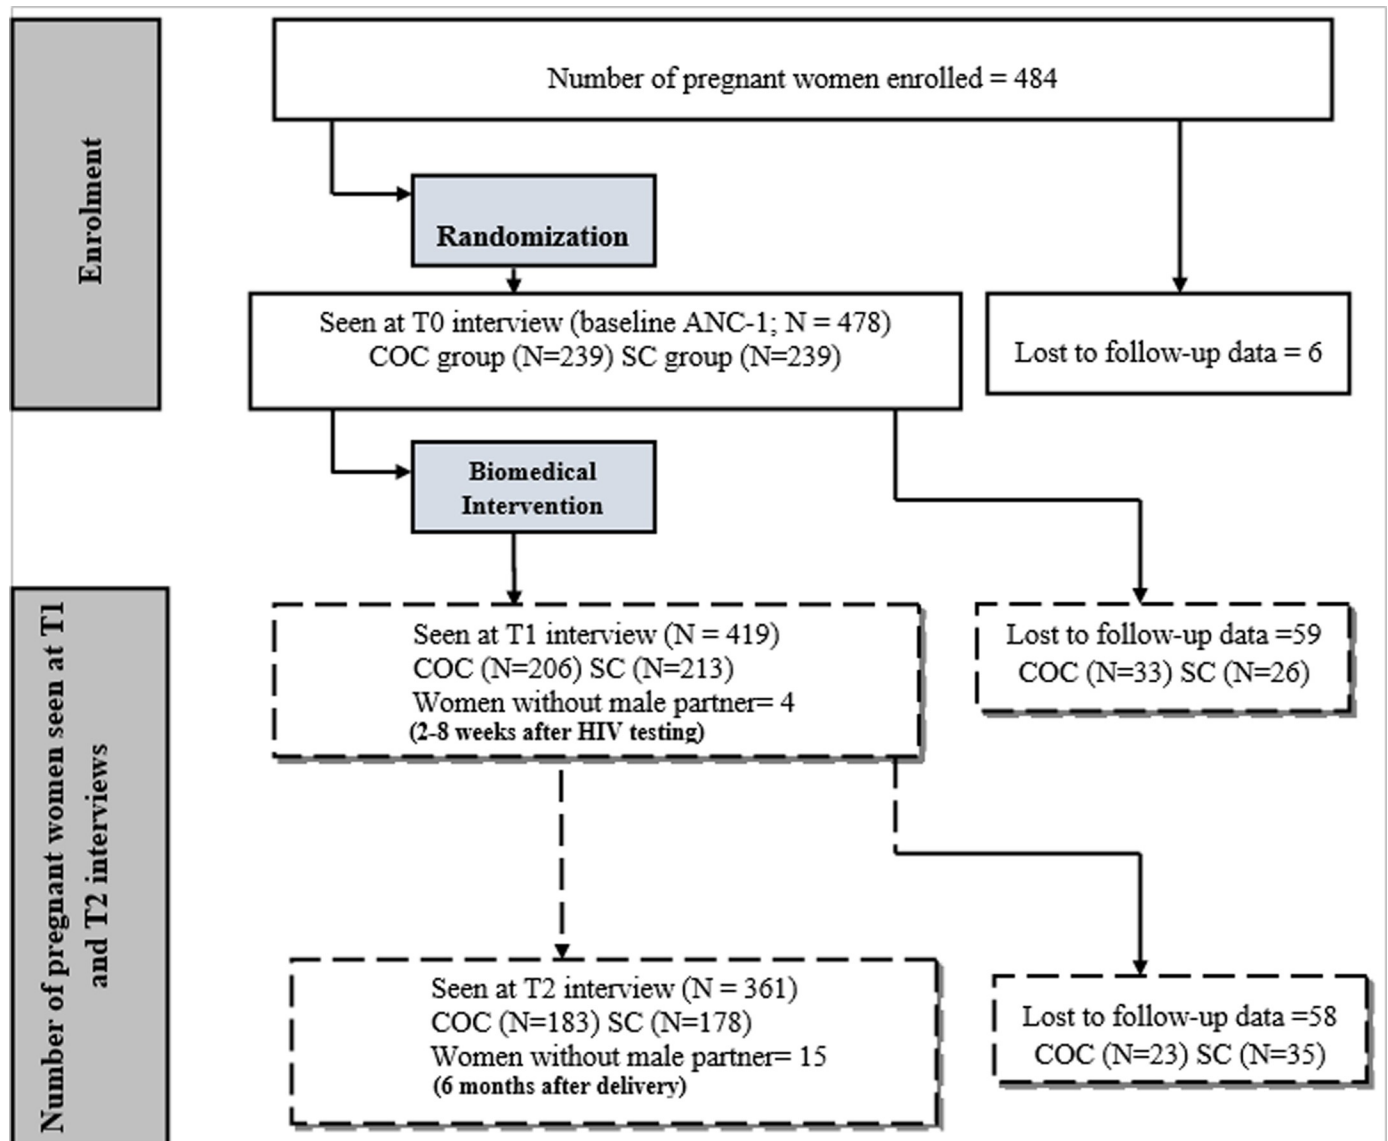 Enrolment
Number of pregnant women enrolled = 484
Randomization
Seen at T0 interview (baseline ANC-1; N = 478)
COC group (N=239) SC group (N=239)
Lost to follow-up data = 6
Biomedical
Intervention
Number of pregnant women seen at T1
and T2 interviews
Seen at T1 interview (N = 419)
COC (N=206) SC (N=213)
Women without male partner= 4
(2-8 weeks after HIV testing)
Lost to follow-up data =59
COC (N=33) SC (N=26)
Seen at T2 interview (N = 361)
COC (N=183) SC (N=178)
Women without male partner= 15
(6 months after delivery)
Lost to follow-up data =58
COC (N=23) SC (N=35)